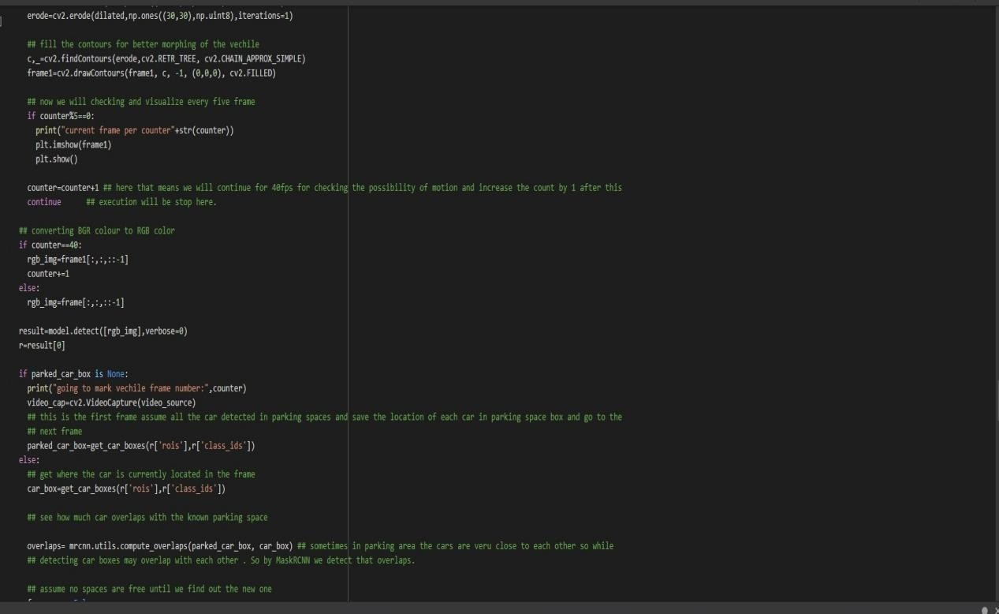 erode=cv2.erode(dilated,np.ones((30,30),np.uint8),iterations=1)
## fill the contours for better morphing of the vechile
c,_=cv2.findContours(erode,cv2.RETR_TREE, cv2.CHAIN_APPROX_SIMPLE)
frame1=cv2.drawContours(frame1, c, -1, (0,0,0), cv2.FILLED)
## now we will checking and visualize every five frame
if counter%5==0:
print("current frame per counter"+str(counter))
plt.imshow(frame1)
plt.show()
counter=counter+1 ## here that means we will continue for 40fps for checking the possibility of motion and increase the count by 1 after this
continue ## execution will be stop here.
## converting BGR colour to RGB color
if counter==40:
rgb_img=frame1[:,:,::-1]
counter+=1
else:
rgb_img=frame[:,:,::-1]
result=model.detect([rgb_img],verbose=0)
r=result[0]
if parked_car_box is None:
print("going to mark vechile frame number:",counter)
video_cap=cv2.VideoCapture(video_source)
## this is the first frame assume all the car detected in parking spaces and save the location of each car in parking space box and go to the
## next frame
parked_car_box=get_car_boxes(r['rois'],r['class_ids'])
else:
## get where the car is currently located in the frame
car_box=get_car_boxes(r['rois'],r['class_ids'])
## see how much car overlaps with the known parking space
overlaps= mrcnn.utils.compute_overlaps(parked_car_box, car_box) ## sometimes in parking area the cars are veru close to each other so while
## detecting car boxes may overlap with each other . So by MaskRCNN we detect that overlaps.
## assume no spaces are free until we find out the new one